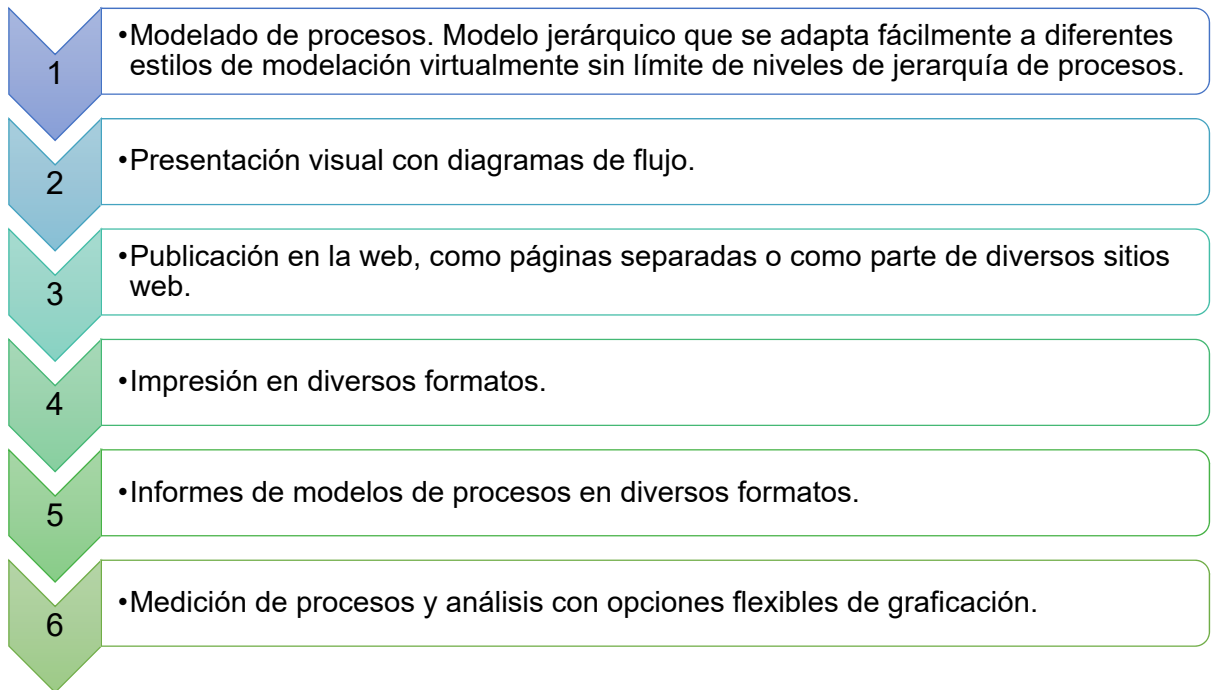 1
•Modelado de procesos. Modelo jerárquico que se adapta fácilmente a diferentes
estilos de modelación virtualmente sin límite de niveles de jerarquía de procesos.
2
•Presentación visual con diagramas de flujo.
3
•Publicación en la web, como páginas separadas o como parte de diversos sitios
web.
4
•Impresión en diversos formatos.
5
•Informes de modelos de procesos en diversos formatos.
6
•Medición de procesos y análisis con opciones flexibles de graficación.